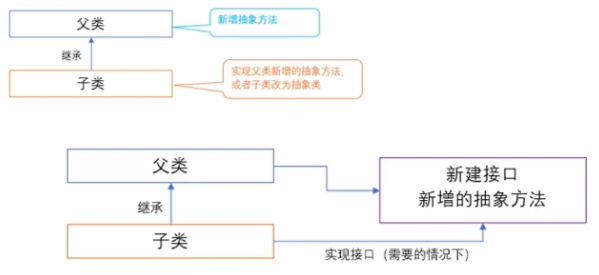 父类
新增抽象方法
继承
子类
实现父类新增的抽象方法,
或者子类改为抽象类
父类
新建接口
新增的抽象方法
继承
子类
实现接口（需要的情况下）